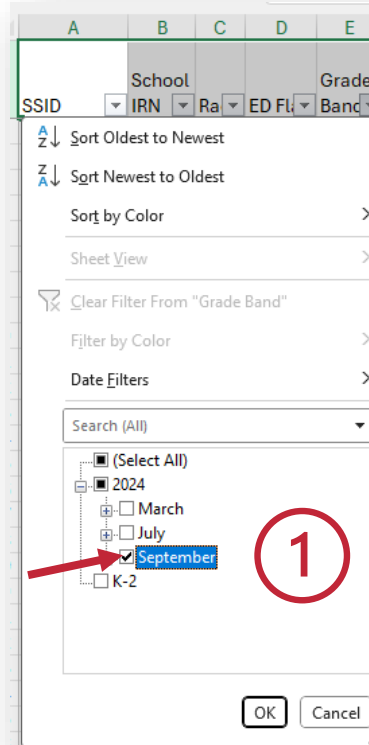 A B C D E
School Grade
SSID IRN Ra ED Fl Banc
Sort Oldest to Newest
Sort Newest to Oldest
Sort by Color
Sheet View
Clear Filter From "Grade Band"
Filter by Color
Date Filters
Search (All)
(Select All)
2024
March
July
September
K-2
1
OK Cancel